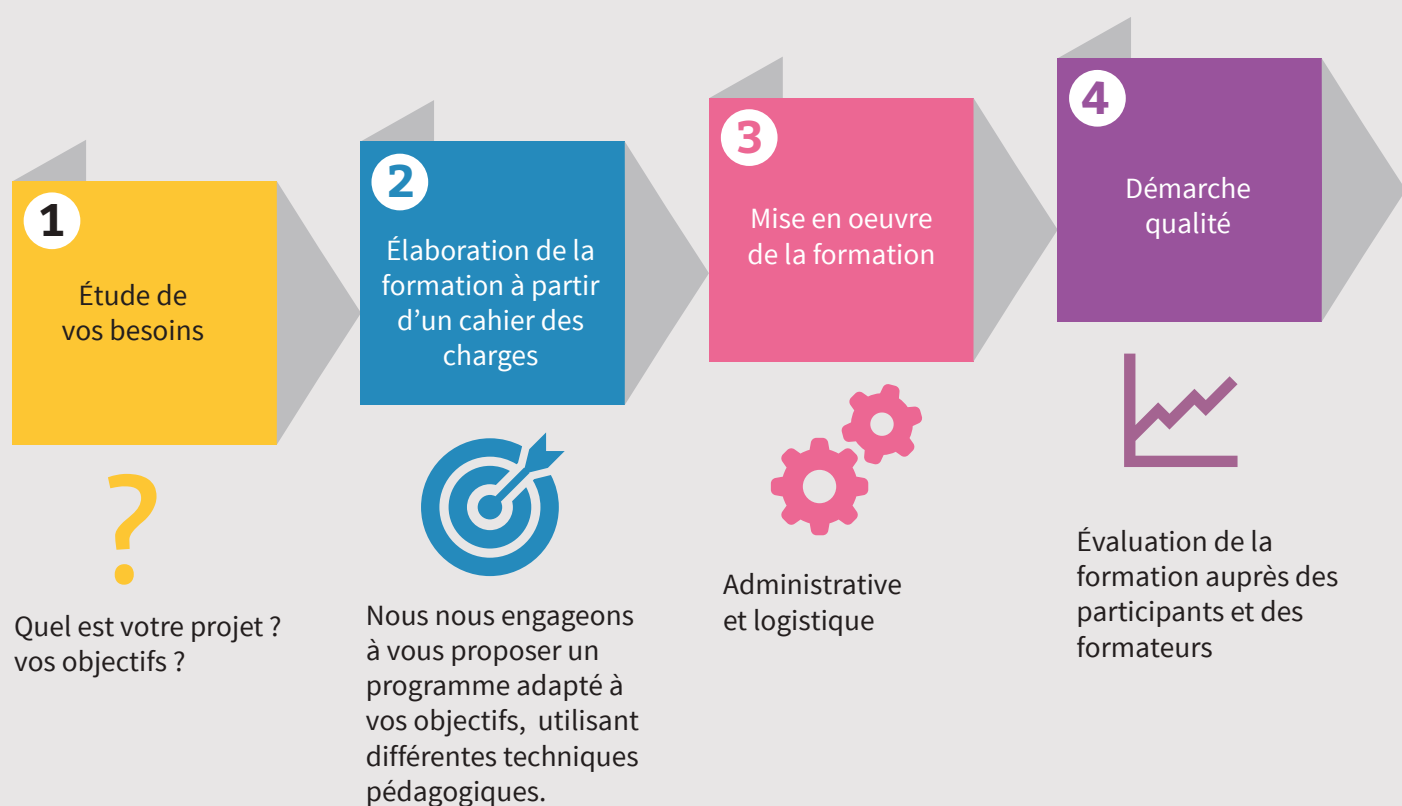 1
Étude de
vos besoins
?
Quel est votre projet ?
vos objectifs ?
2
Élaboration de la
formation à partir
d’un cahier des
charges
Nous nous engageons
à vous proposer un
programme adapté à
vos objectifs,  utilisant
différentes techniques
pédagogiques.
3
Mise en oeuvre
de la formation
Administrative
et logistique
4
Démarche
qualité
Évaluation de la
formation auprès des
participants et des
formateurs